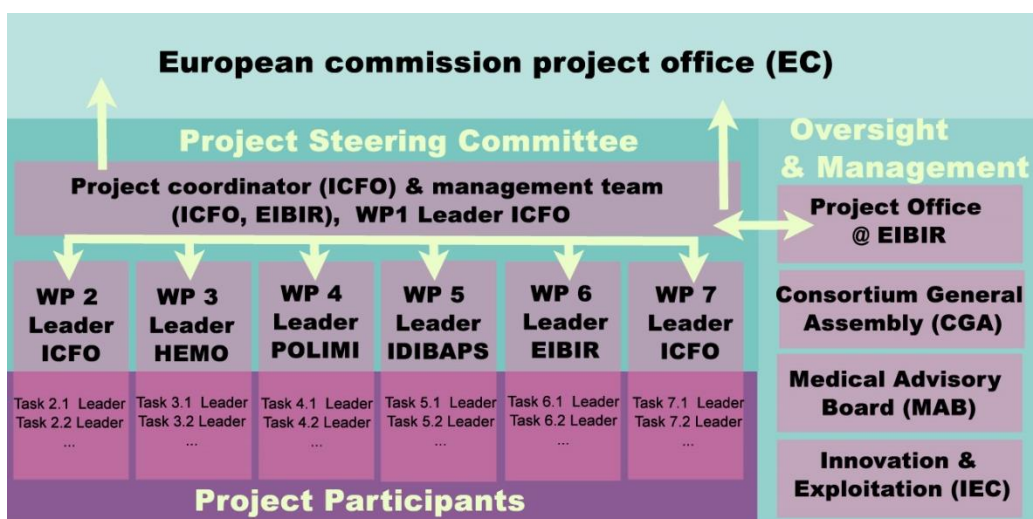 European commission project office (EC)
Project Steering Committee
Project coordinator (ICFO) & management team
(ICFO, EIBIR), WP1 Leader ICFO
WP 2
Leader
ICFO
WP 3
Leader
HEMO
WP 4
Leader
POLIMI
WP 5
Leader
IDIBAPS
WP 6
Leader
EIBIR
WP 7
Leader
ICFO
Task 2.1 Leader
Task 2.2 Leader
...
Task 3.1 Leader
Task 3.2 Leader
...
Task 4.1 Leader
Task 4.2 Leader
...
Task 5.1 Leader
Task 5.2 Leader
...
Task 6.1 Leader
Task 6.2 Leader
...
Task 7.1 Leader
Task 7.2 Leader
...
Project Participants
Oversight
& Management
Project Office
@ EIBIR
Consortium General
Assembly (CGA)
Medical Advisory
Board (MAB)
Innovation &
Exploitation (IEC)